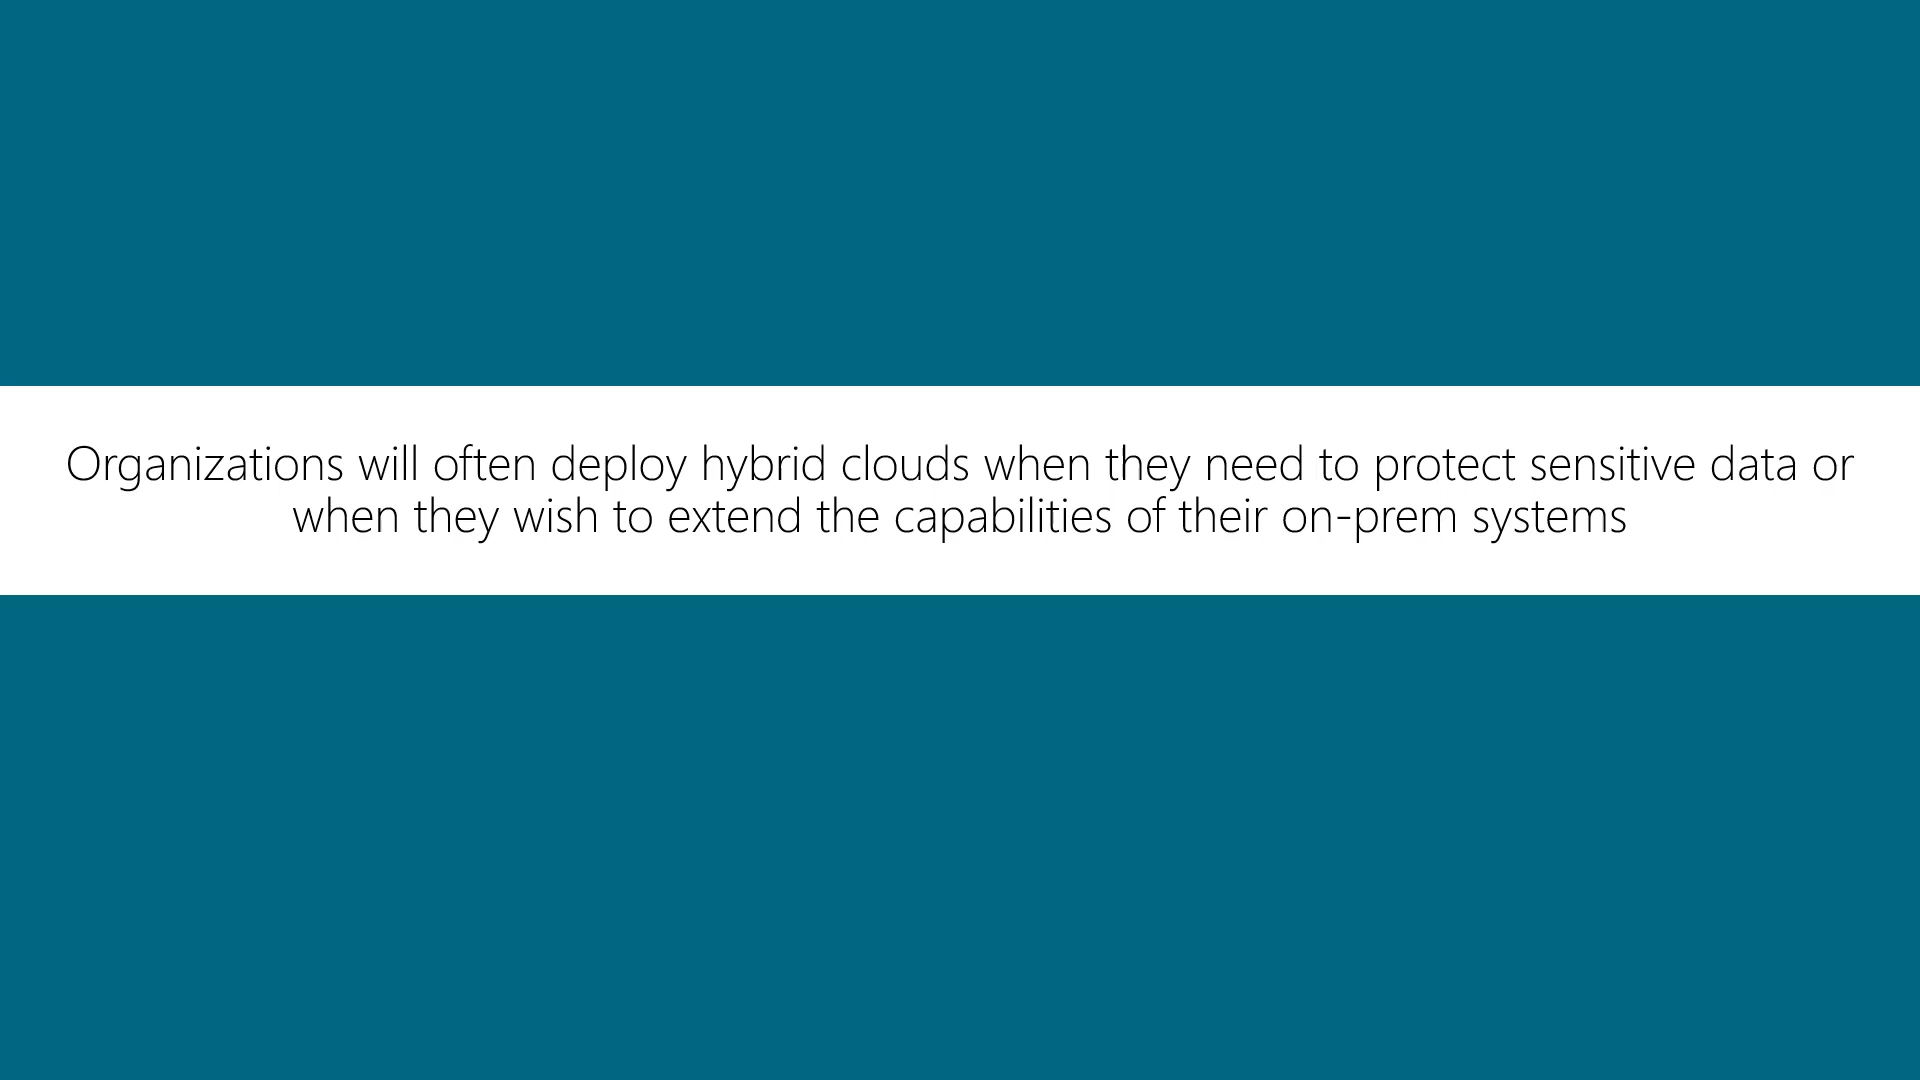 Organizations will often deploy hybrid clouds when they need to protect sensitive data or
when they wish to extend the capabilities of their on-prem systems